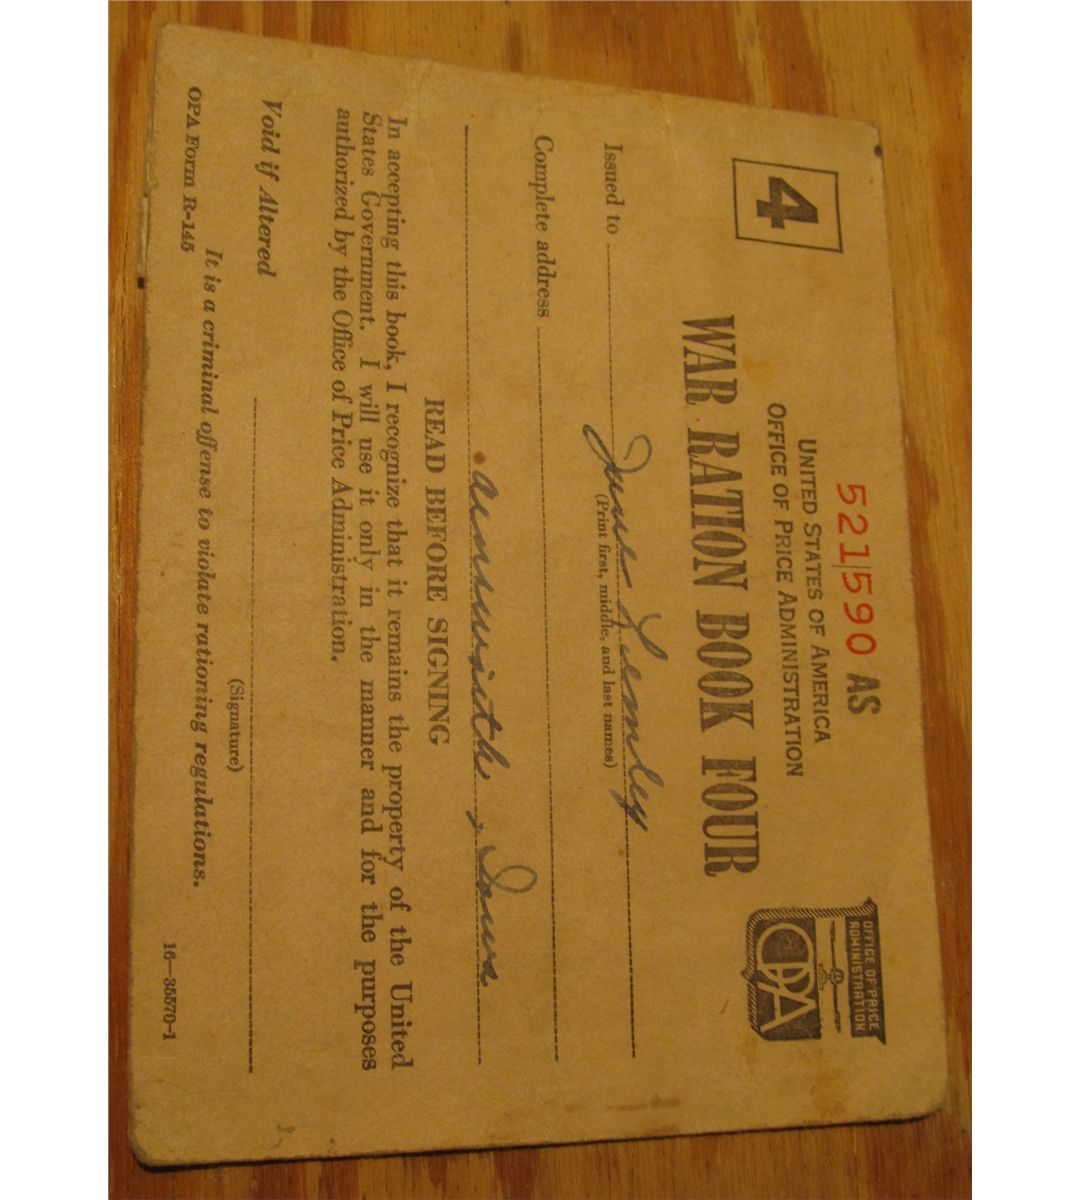 521590 AS
4
UNITED STATES OF AMERICA
OFFICE OF PRICE ADMINISTRATION
OFFICE OF PRICE
ADMINISTRATION
OPA
WAR RATION BOOK FOUR
Issued to June Lemley
(Print first, middle, and last names)
Complete address
Aunsmith, Iowa
READ BEFORE SIGNING
In accepting this book, I recognize that it remains the property of the United
States Government. I will use it only in the manner and for the purposes
authorized by the Office of Price Administration.
Void if Altered
(Signature)
It is a criminal offense to violate rationing regulations.
OPA Form R-145
16—35570-1